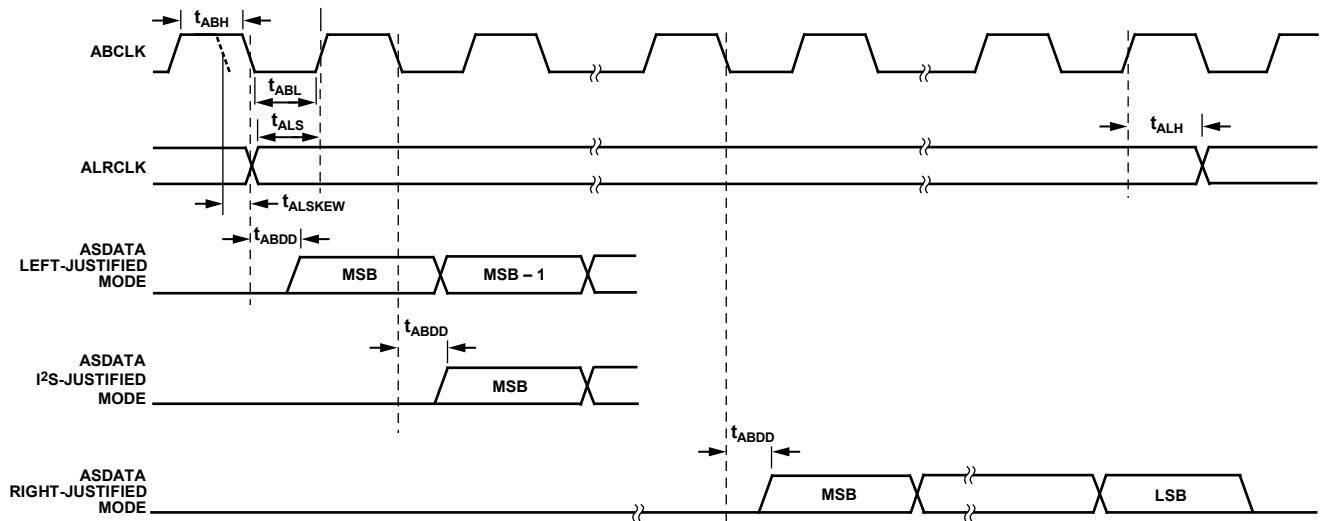 tABH
ABCLK
tABL
tALS
tALH
ALRCLK
tALSKEW
tABDD
ASDATA
LEFT-JUSTIFIED
MODE
MSB
MSB – 1
tABDD
ASDATA
I²S-JUSTIFIED
MODE
MSB
tABDD
ASDATA
RIGHT-JUSTIFIED
MODE
MSB
LSB